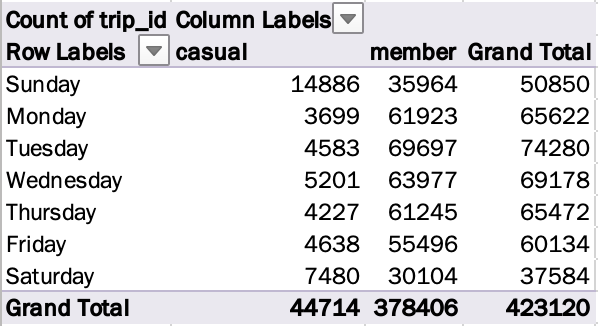 Count of trip_id Column Labels
Row Labels casual member Grand Total
Sunday 14886 35964 50850
Monday 3699 61923 65622
Tuesday 4583 69697 74280
Wednesday 5201 63977 69178
Thursday 4227 61245 65472
Friday 4638 55496 60134
Saturday 7480 30104 37584
Grand Total 44714 378406 423120